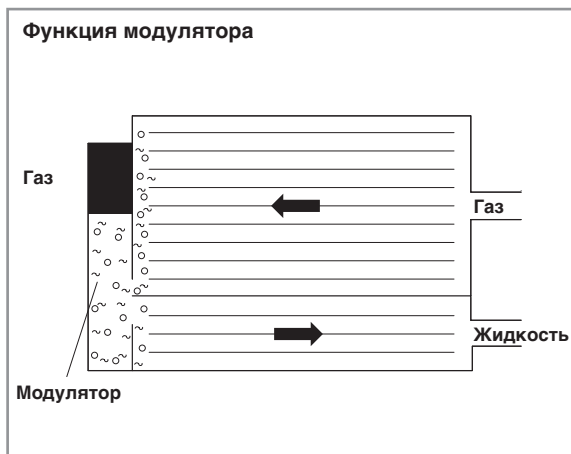 Функция модулятора
Газ
Газ
Жидкость
Модулятор